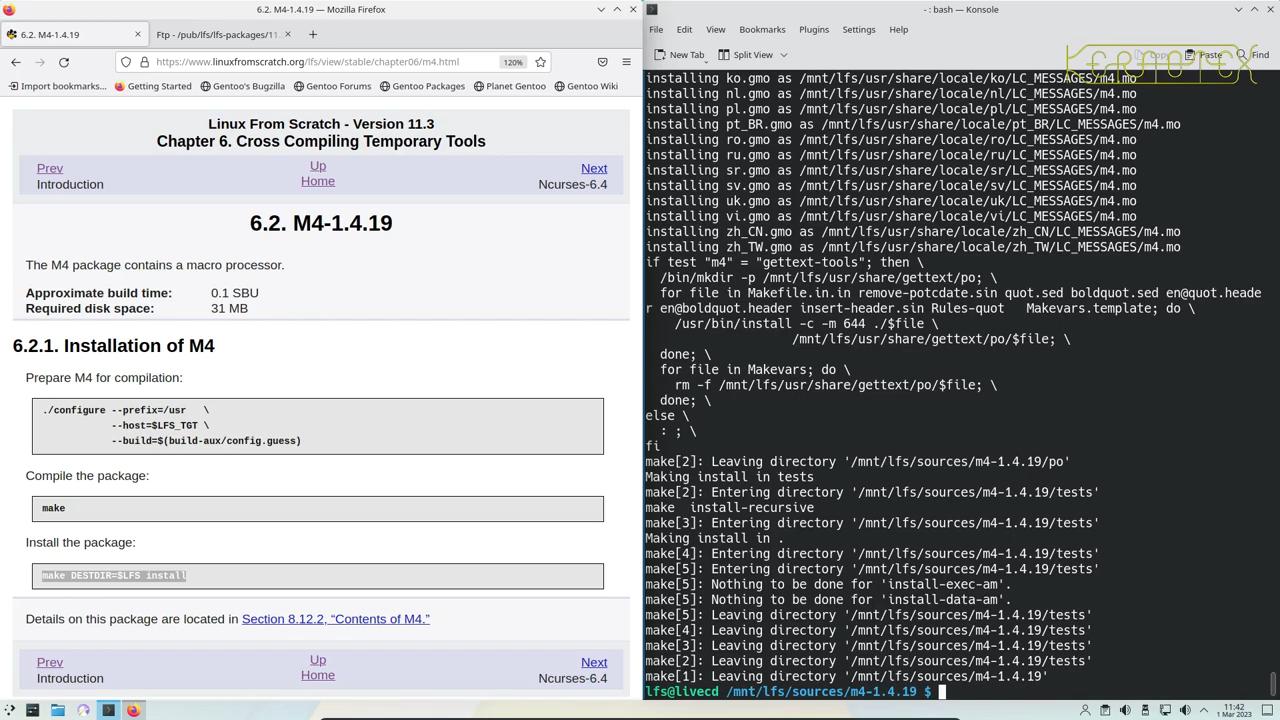 6.2. M4-1.4.19 — Mozilla Firefox
6.2. M4-1.4.19
Ftp - /pub/lfs/lfs-packages/11.
https://www.linuxfromscratch.org/lfs/view/stable/chapter06/m4.html
120%
Import bookmarks...
Getting Started
Gentoo's Bugzilla
Gentoo Forums
Gentoo Packages
Planet Gentoo
Gentoo Wiki
Linux From Scratch - Version 11.3
Chapter 6. Cross Compiling Temporary Tools
Prev
Up
Next
Introduction
Home
Ncurses-6.4
6.2. M4-1.4.19
The M4 package contains a macro processor.
Approximate build time: 0.1 SBU
Required disk space: 31 MB
6.2.1. Installation of M4
Prepare M4 for compilation:
./configure --prefix=/usr \
--host=$LFS_TGT \
--build=$(build-aux/config.guess)
Compile the package:
make
Install the package:
make DESTDIR=$LFS install
Details on this package are located in Section 8.12.2, “Contents of M4.”
Prev
Up
Next
Introduction
Home
Ncurses-6.4
- : bash — Konsole
File Edit View Bookmarks Plugins Settings Help
New Tab
Split View
Copy
Paste
Find
KERNOTEX
installing ko.gmo as /mnt/lfs/usr/share/locale/ko/LC_MESSAGES/m4.mo
installing nl.gmo as /mnt/lfs/usr/share/locale/nl/LC_MESSAGES/m4.mo
installing pl.gmo as /mnt/lfs/usr/share/locale/pl/LC_MESSAGES/m4.mo
installing pt_BR.gmo as /mnt/lfs/usr/share/locale/pt_BR/LC_MESSAGES/m4.mo
installing ro.gmo as /mnt/lfs/usr/share/locale/ro/LC_MESSAGES/m4.mo
installing ru.gmo as /mnt/lfs/usr/share/locale/ru/LC_MESSAGES/m4.mo
installing sr.gmo as /mnt/lfs/usr/share/locale/sr/LC_MESSAGES/m4.mo
installing sv.gmo as /mnt/lfs/usr/share/locale/sv/LC_MESSAGES/m4.mo
installing uk.gmo as /mnt/lfs/usr/share/locale/uk/LC_MESSAGES/m4.mo
installing vi.gmo as /mnt/lfs/usr/share/locale/vi/LC_MESSAGES/m4.mo
installing zh_CN.gmo as /mnt/lfs/usr/share/locale/zh_CN/LC_MESSAGES/m4.mo
installing zh_TW.gmo as /mnt/lfs/usr/share/locale/zh_TW/LC_MESSAGES/m4.mo
if test "m4" = "gettext-tools"; then \
/bin/mkdir -p /mnt/lfs/usr/share/gettext/po; \
for file in Makefile.in.in remove-potcdate.sin quot.sed boldquot.sed en@quot.heade
r en@boldquot.header insert-header.sin Rules-quot Makevars.template; do \
/usr/bin/install -c -m 644 ./$file \
/mnt/lfs/usr/share/gettext/po/$file; \
done; \
for file in Makevars; do \
rm -f /mnt/lfs/usr/share/gettext/po/$file; \
done; \
else \
: ; \
fi
make[2]: Leaving directory '/mnt/lfs/sources/m4-1.4.19/po'
Making install in tests
make[2]: Entering directory '/mnt/lfs/sources/m4-1.4.19/tests'
make install-recursive
make[3]: Entering directory '/mnt/lfs/sources/m4-1.4.19/tests'
Making install in .
make[4]: Entering directory '/mnt/lfs/sources/m4-1.4.19/tests'
make[5]: Entering directory '/mnt/lfs/sources/m4-1.4.19/tests'
make[5]: Nothing to be done for 'install-exec-am'.
make[5]: Nothing to be done for 'install-data-am'.
make[5]: Leaving directory '/mnt/lfs/sources/m4-1.4.19/tests'
make[4]: Leaving directory '/mnt/lfs/sources/m4-1.4.19/tests'
make[3]: Leaving directory '/mnt/lfs/sources/m4-1.4.19/tests'
make[2]: Leaving directory '/mnt/lfs/sources/m4-1.4.19/tests'
make[1]: Leaving directory '/mnt/lfs/sources/m4-1.4.19'
lfs@livecd /mnt/lfs/sources/m4-1.4.19 $
11:42
1 Mar 2023